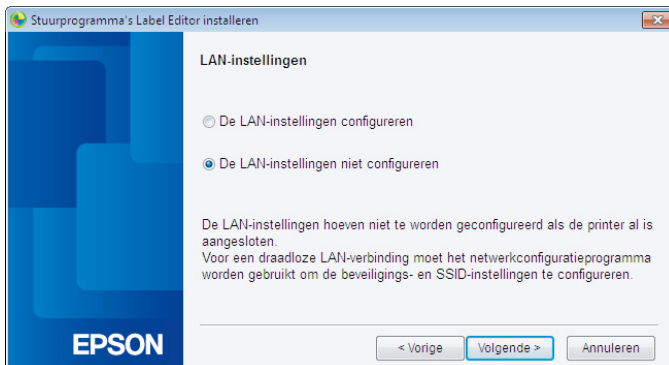 Stuurprogramma's Label Editor installeren
LAN-instellingen
De LAN-instellingen configureren
De LAN-instellingen niet configureren
De LAN-instellingen hoeven niet te worden geconfigureerd als de printer al is
aangesloten.
Voor een draadloze LAN-verbinding moet het netwerkconfiguratieprogramma
worden gebruikt om de beveiligings- en SSID-instellingen te configureren.
EPSON
< Vorige
Volgende >
Annuleren